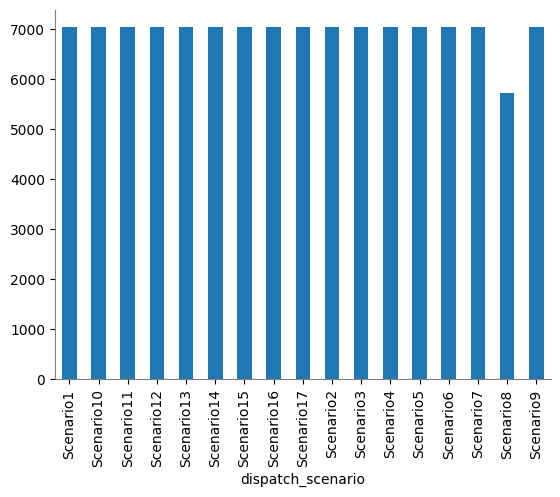 7000
6000
5000
4000
3000
2000
1000
0
Scenario1
Scenario10
Scenario11
Scenario12
Scenario13
Scenario14
Scenario15
Scenario16
Scenario17
Scenario2
Scenario3
Scenario4
Scenario5
Scenario6
Scenario7
Scenario8
Scenario9
dispatch_scenario